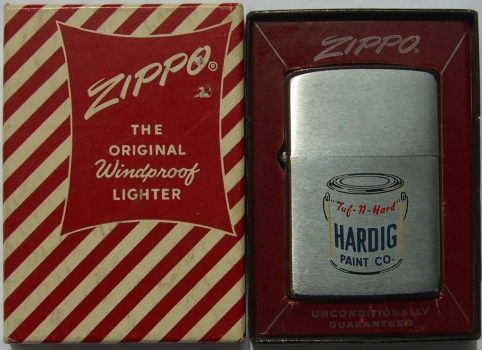 ZIPPO®
THE
ORIGINAL
Windproof
LIGHTER
ZIPPO®
"Tuf-N-Hard"
HARDIG
PAINT CO.
UNCONDITIONALLY
GUARANTEED